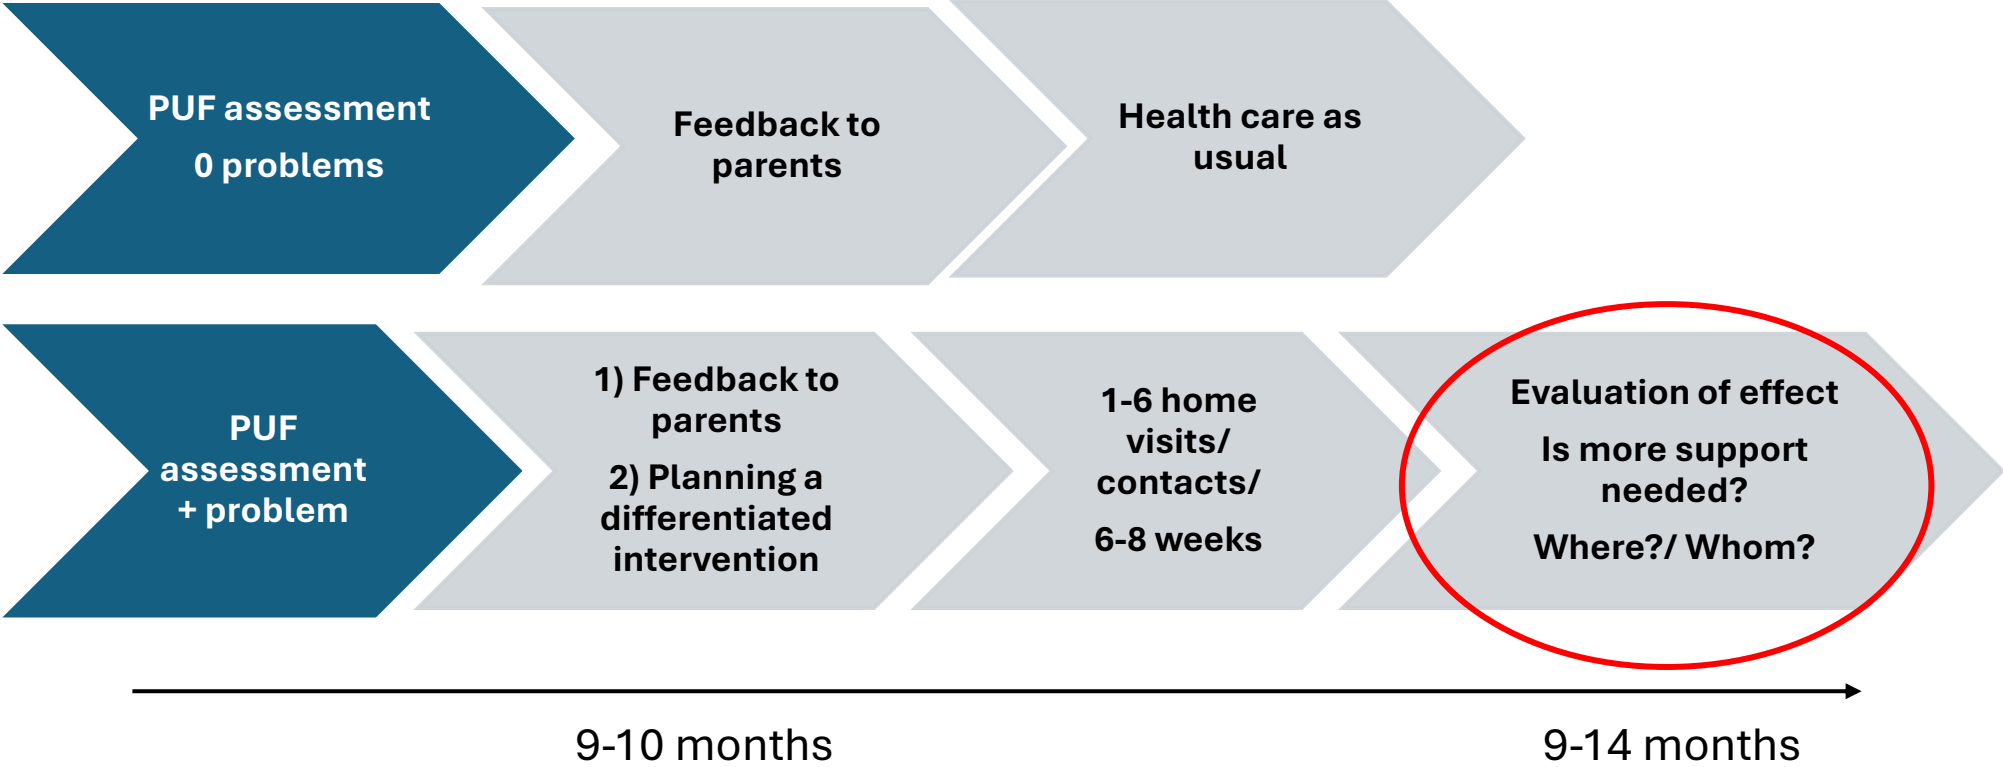 PUF assessment
0 problems
Feedback to
parents
Health care as
usual
PUF
assessment
+ problem
1) Feedback to
parents
2) Planning a
differentiated
intervention
1-6 home
visits/
contacts/
6-8 weeks
Evaluation of effect
Is more support
needed?
Where?/ Whom?
9-10 months
9-14 months